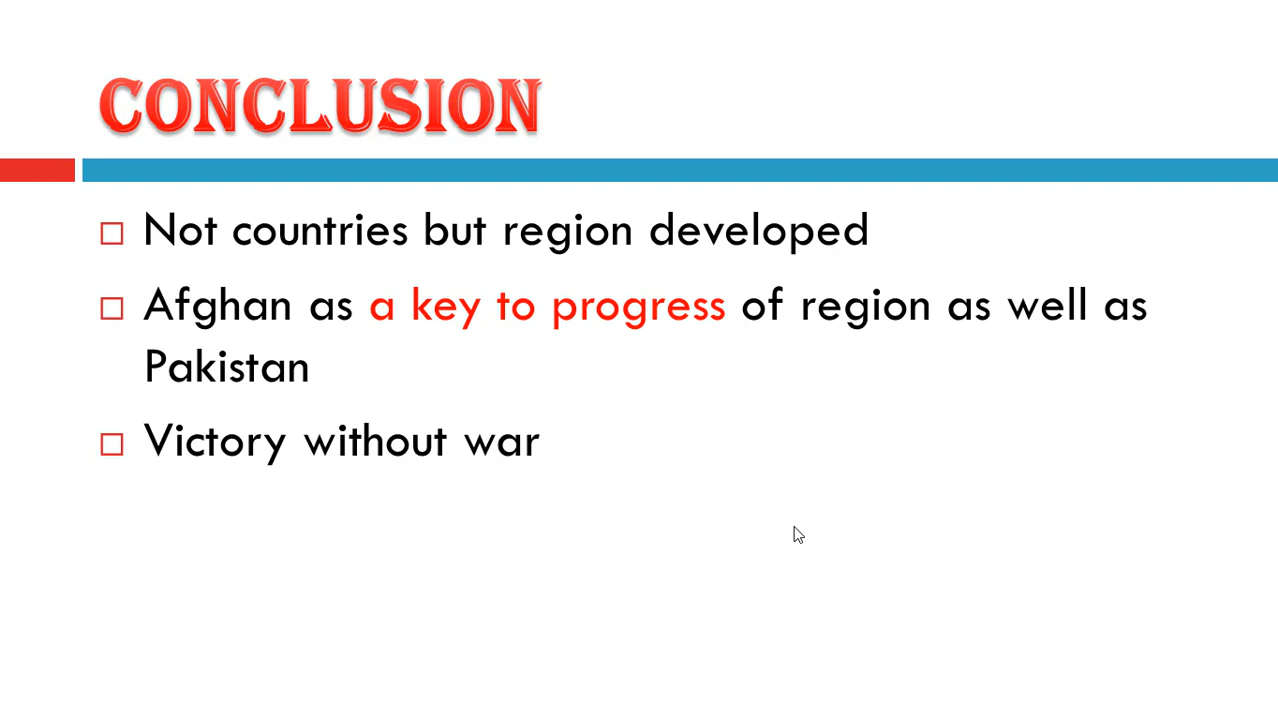 CONCLUSION
Not countries but region developed
Afghan as a key to progress of region as well as
Pakistan
Victory without war